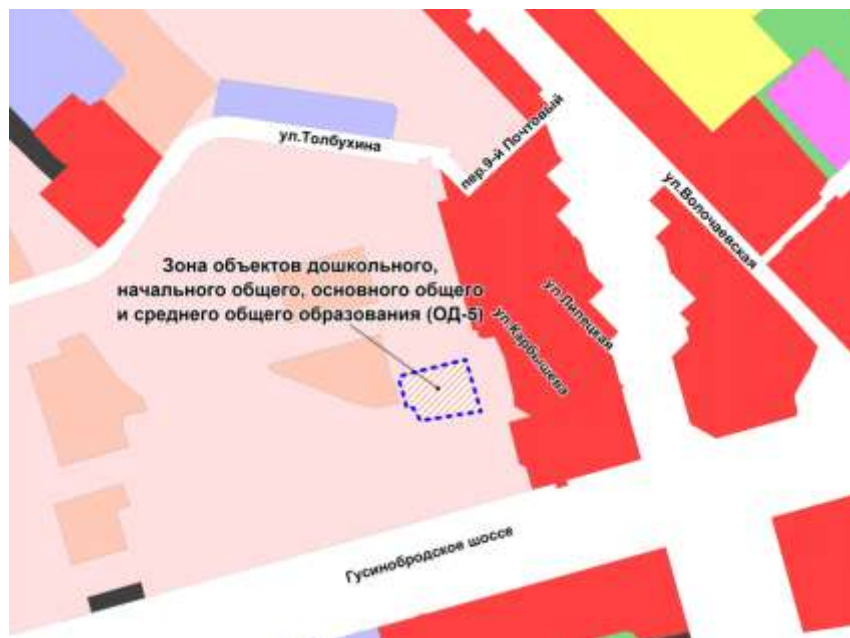 ул.Толбухина
пер.9-й Почтовый
ул.Волочаевская
Зона объектов дошкольного,
начального общего, основного общего
и среднего общего образования (ОД-5)
ул.Липецкая
ул.Карбышева
Гусинобродское шоссе